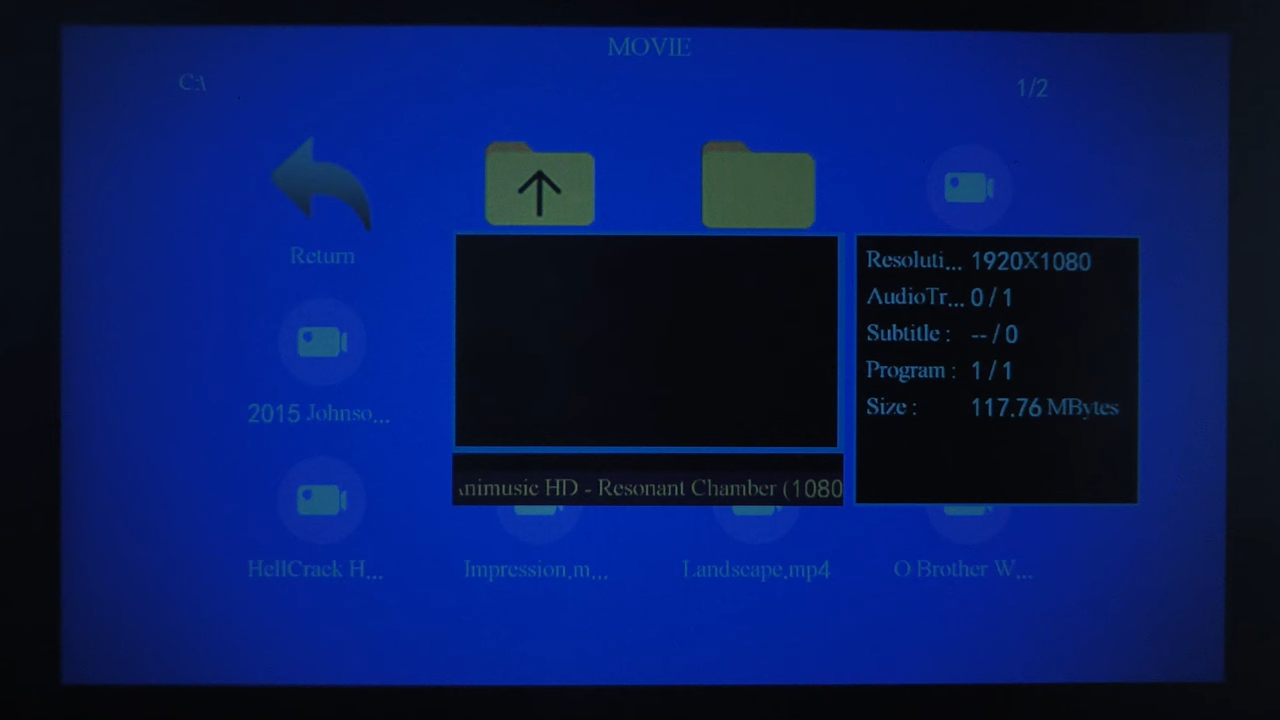 MOVIE
C:\
1/2
Return
Resoluti... 1920X1080
AudioTr... 0 / 1
Subtitle : -- / 0
Program : 1 / 1
Size : 117.76 MBytes
2015 Johnso...
nimusic HD - Resonant Chamber (1080
HellCrack H...
Impression.m...
Landscape.mp4
O Brother W...